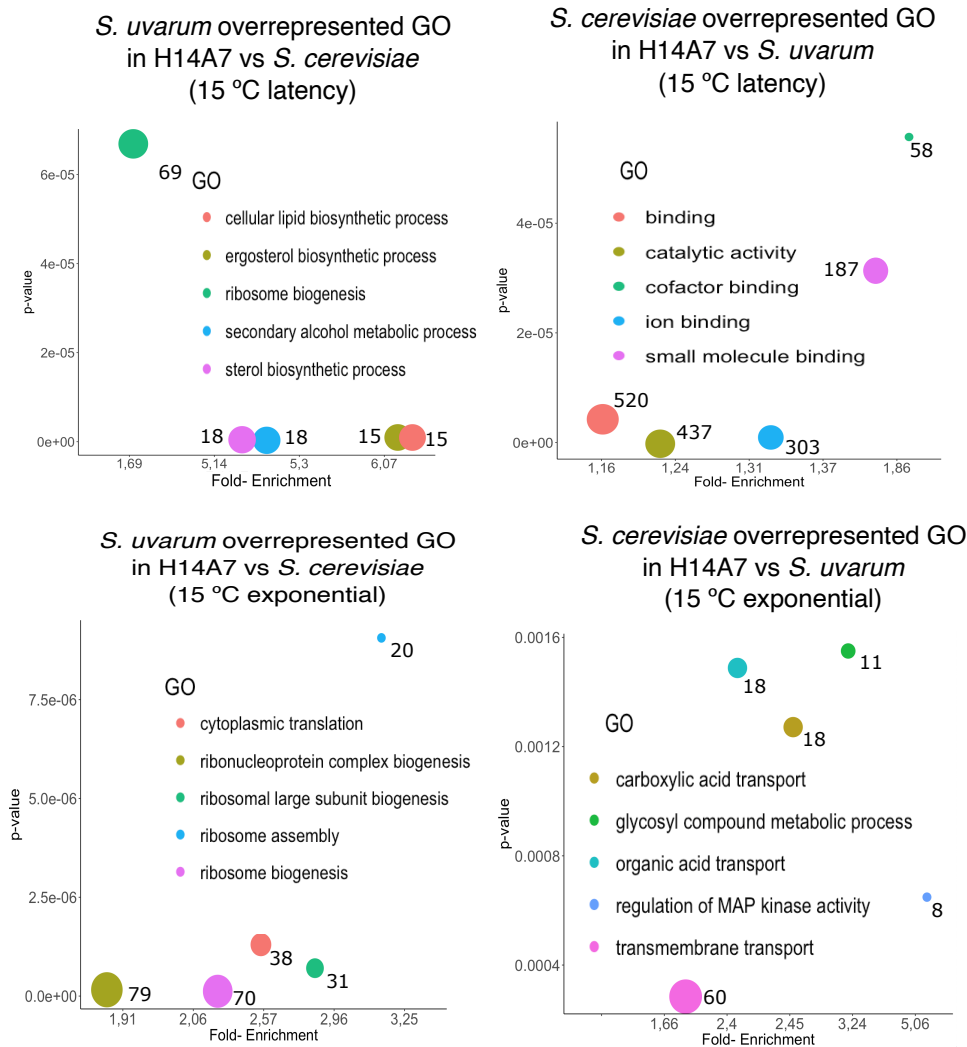 S. uvarum overrepresented GO
in H14A7 vs S. cerevisiae
(15 ºC latency)
p-value
6e-05
4e-05
2e-05
0e+00
69
GO
cellular lipid biosynthetic process
ergosterol biosynthetic process
ribosome biogenesis
secondary alcohol metabolic process
sterol biosynthetic process
18
18
15
15
1,69
5,14
5,3
6,07
Fold- Enrichment
S. cerevisiae overrepresented GO
in H14A7 vs S. uvarum
(15 ºC latency)
p-value
4e-05
2e-05
0e+00
58
GO
binding
catalytic activity
187
cofactor binding
ion binding
small molecule binding
520
437
303
1,16
1,24
1,31
1,37
1,86
Fold- Enrichment
S. uvarum overrepresented GO
in H14A7 vs S. cerevisiae
(15 ºC exponential)
p-value
7.5e-06
5.0e-06
2.5e-06
0.0e+00
20
GO
cytoplasmic translation
ribonucleoprotein complex biogenesis
ribosomal large subunit biogenesis
ribosome assembly
ribosome biogenesis
38
31
79
70
1,91
2,06
2,57
2,96
3,25
Fold- Enrichment
S. cerevisiae overrepresented GO
in H14A7 vs S. uvarum
(15 ºC exponential)
p-value
0.0016
0.0012
0.0008
0.0004
11
18
18
GO
carboxylic acid transport
glycosyl compound metabolic process
organic acid transport
regulation of MAP kinase activity
8
transmembrane transport
60
1,66
2,4
2,45
3,24
5,06
Fold- Enrichment